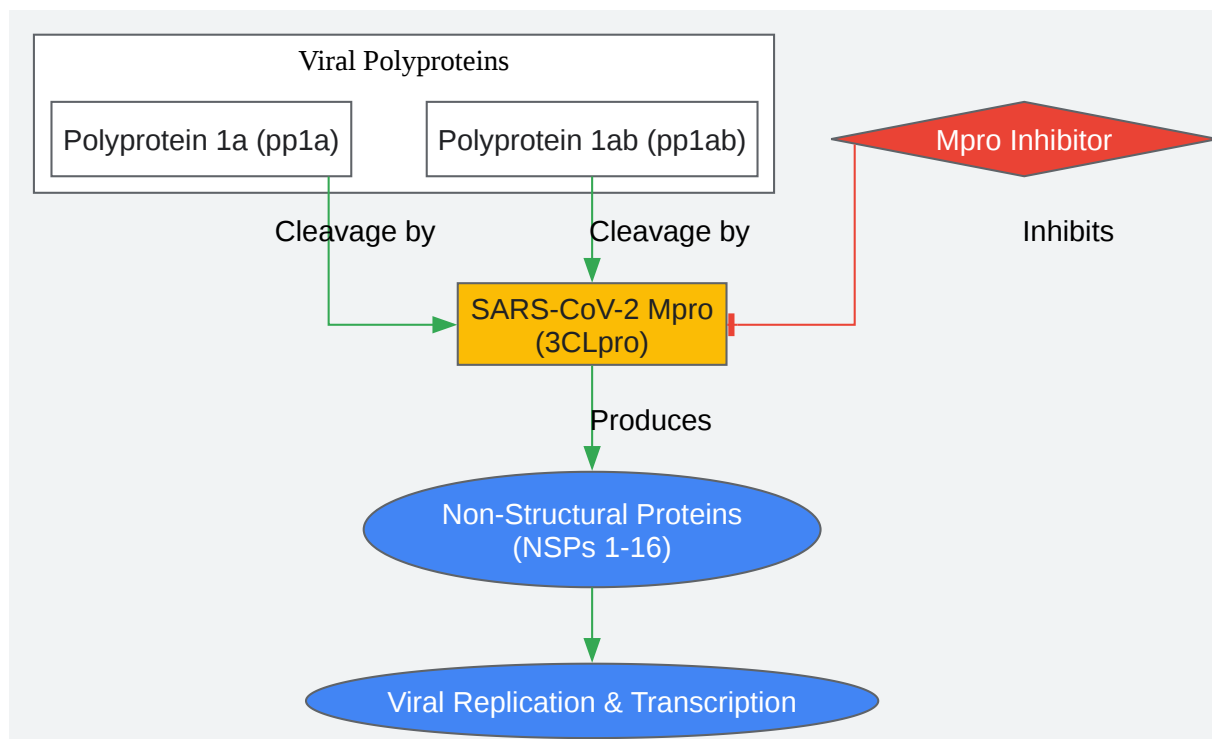 Viral Polyproteins
Polyprotein 1a (pp1a)
Polyprotein 1ab (pp1ab)
Mpro Inhibitor
Cleavage by
Cleavage by
Inhibits
SARS-CoV-2 Mpro
(3CLpro)
Produces
Non-Structural Proteins
(NSPs 1-16)
Viral Replication & Transcription